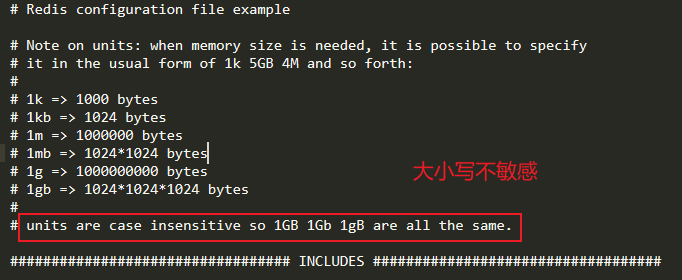 # Redis configuration file example
# Note on units: when memory size is needed, it is possible to specify
# it in the usual form of 1k 5GB 4M and so forth:
#
# 1k => 1000 bytes
# 1kb => 1024 bytes
# 1m => 1000000 bytes
# 1mb => 1024*1024 bytes
# 1g => 1000000000 bytes
# 1gb => 1024*1024*1024 bytes
大小写不敏感
#
# units are case insensitive so 1GB 1Gb 1gB are all the same.
################################## INCLUDES ###################################